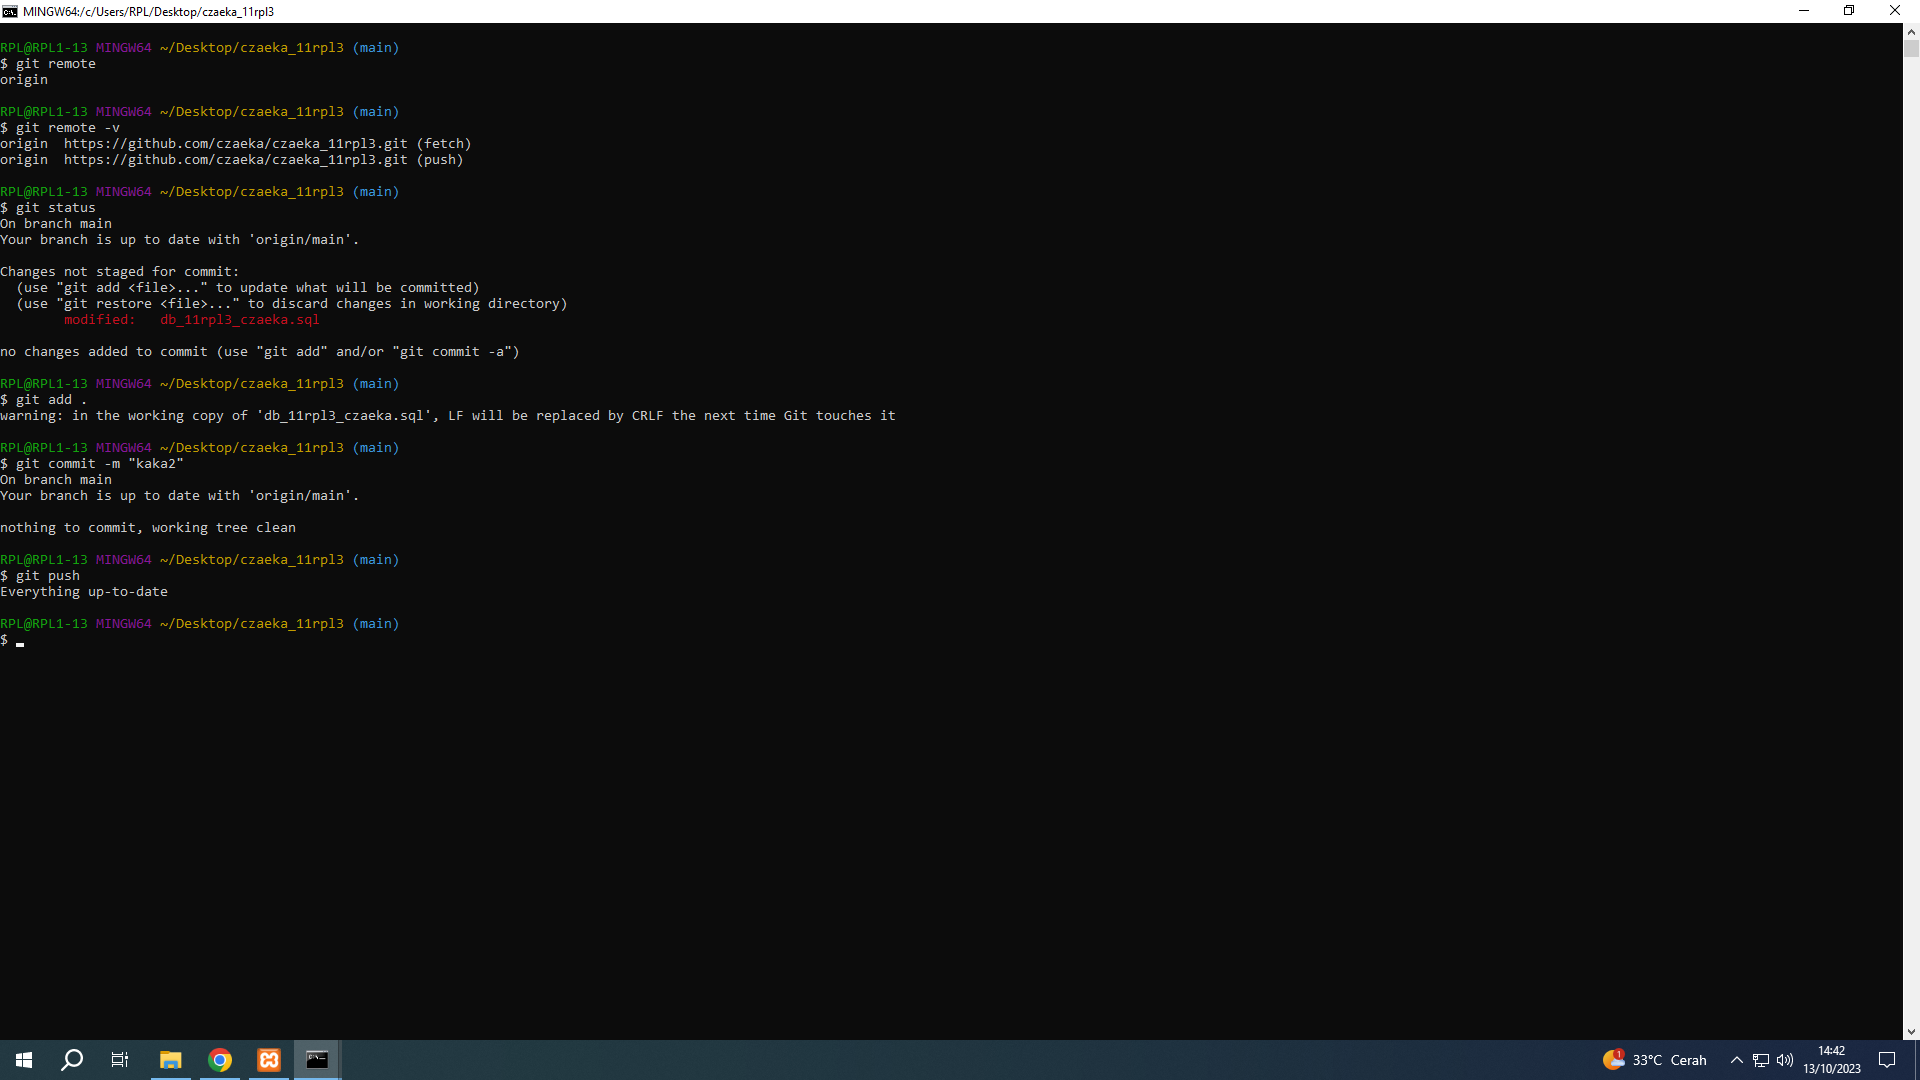 MINGW64:/c/Users/RPL/Desktop/czaeka_11rpl3
RPL@RPL1-13 MINGW64 ~/Desktop/czaeka_11rpl3 (main)
$ git remote
origin
RPL@RPL1-13 MINGW64 ~/Desktop/czaeka_11rpl3 (main)
$ git remote -v
origin  https://github.com/czaeka/czaeka_11rpl3.git (fetch)
origin  https://github.com/czaeka/czaeka_11rpl3.git (push)
RPL@RPL1-13 MINGW64 ~/Desktop/czaeka_11rpl3 (main)
$ git status
On branch main
Your branch is up to date with 'origin/main'.
Changes not staged for commit:
  (use "git add <file>..." to update what will be committed)
  (use "git restore <file>..." to discard changes in working directory)
        modified:   db_11rpl3_czaeka.sql
no changes added to commit (use "git add" and/or "git commit -a")
RPL@RPL1-13 MINGW64 ~/Desktop/czaeka_11rpl3 (main)
$ git add .
warning: in the working copy of 'db_11rpl3_czaeka.sql', LF will be replaced by CRLF the next time Git touches it
RPL@RPL1-13 MINGW64 ~/Desktop/czaeka_11rpl3 (main)
$ git commit -m "kaka2"
On branch main
Your branch is up to date with 'origin/main'.
nothing to commit, working tree clean
RPL@RPL1-13 MINGW64 ~/Desktop/czaeka_11rpl3 (main)
$ git push
Everything up-to-date
RPL@RPL1-13 MINGW64 ~/Desktop/czaeka_11rpl3 (main)
$
1
33°C Cerah
14:42
13/10/2023